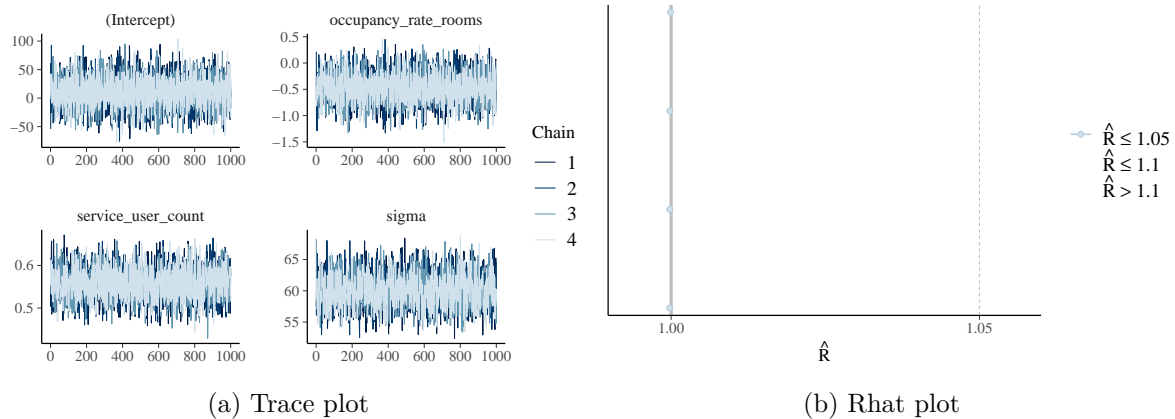 (Intercept)
occupancy_rate_rooms
100
50
0
−50
0 200 400 600 800 1000
0.5
0.0
−0.5
−1.0
−1.5
0 200 400 600 800 1000
service_user_count
sigma
0.6
0.5
0 200 400 600 800 1000
65
60
55
0 200 400 600 800 1000
Chain
1
2
3
4
(a) Trace plot
1.00 1.05
R̂
R̂ ≤ 1.05
R̂ ≤ 1.1
R̂ > 1.1
(b) Rhat plot